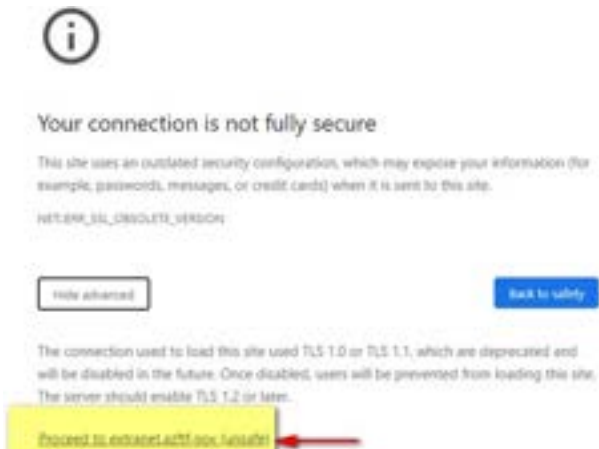 Your connection is not fully secure
This site uses an outdated security configuration, which may expose your information (for
example, passwords, messages, or credit cards) when it is sent to this site.
NET::ERR_SSL_OBSOLETE_VERSION
Hide advanced
Back to safety
The connection used to load this site used TLS 1.0 or TLS 1.1, which are deprecated and
will be disabled in the future. Once disabled, users will be prevented from loading this site.
The server should enable TLS 1.2 or later.
Proceed to (unsafe)